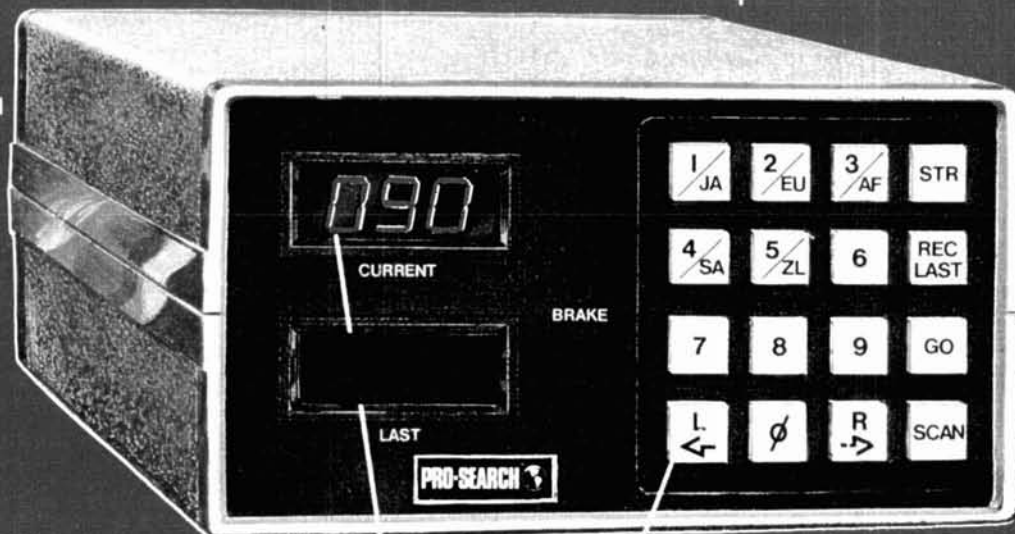 090
CURRENT
BRAKE
LAST
PRO-SEARCH
1/JA 2/EU 3/AF STR
4/SA 5/ZL 6 REC LAST
7 8 9 GO
L Ø R SCAN